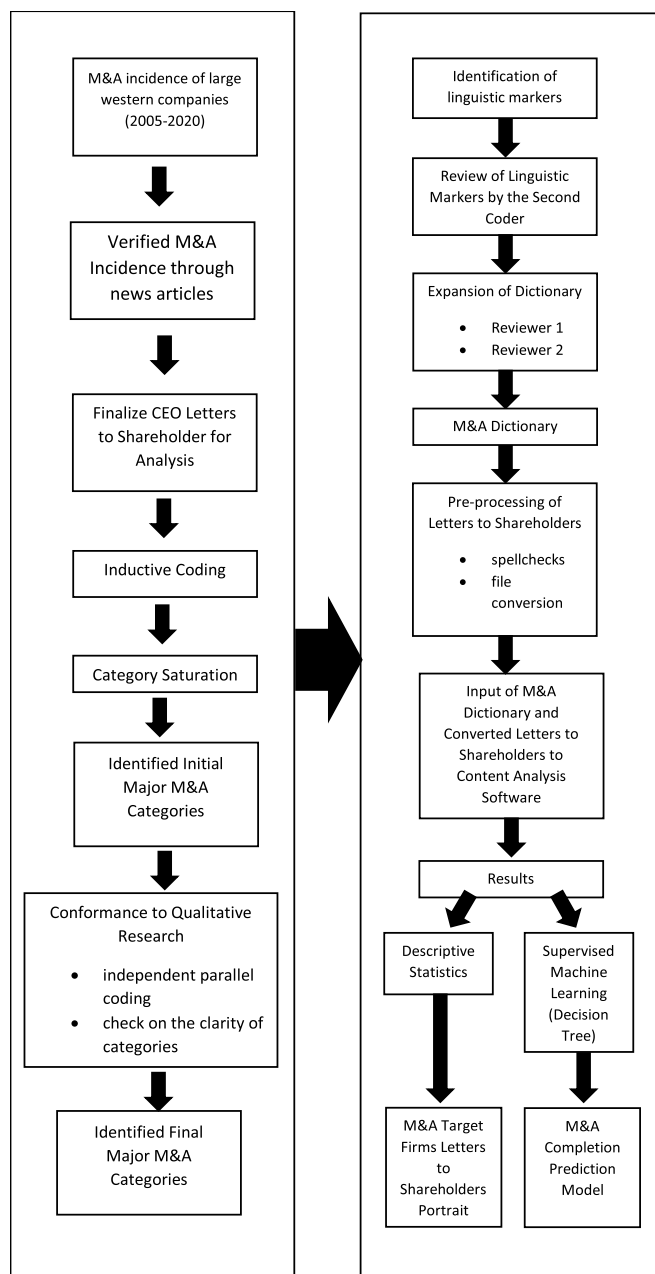 M&A incidence of large
western companies
(2005-2020)
Verified M&A
Incidence through
news articles
Finalize CEO Letters
to Shareholder for
Analysis
Inductive Coding
Category Saturation
Identified Initial
Major M&A
Categories
Conformance to Qualitative
Research
• independent parallel
coding
• check on the clarity of
categories
Identified Final
Major M&A
Categories
Identification of
linguistic markers
Review of Linguistic
Markers by the Second
Coder
Expansion of Dictionary
• Reviewer 1
• Reviewer 2
M&A Dictionary
Pre-processing of
Letters to Shareholders
• spellchecks
• file
conversion
Input of M&A
Dictionary and
Converted Letters to
Shareholders to
Content Analysis
Software
Results
Descriptive
Statistics
Supervised
Machine
Learning
(Decision
Tree)
M&A Target
Firms Letters
to
Shareholders
Portrait
M&A
Completion
Prediction
Model